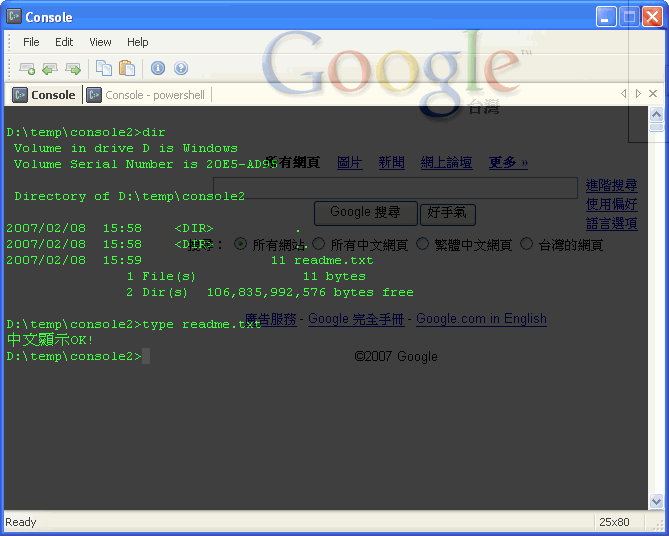 Console
File Edit View Help
Google™
台灣
Console Console - powershell
D:\temp\console2>dir
Volume in drive D is Windows
Volume Serial Number is 20E5-AD95
所有網頁 圖片 新聞 網上論壇 更多 »
Directory of D:\temp\console2
進階搜尋
使用偏好
語言選項
Google 搜尋 好手氣
2007/02/08 15:58 <DIR> .
2007/02/08 15:58 <DIR> ..
搜尋： 所有網站 所有中文網頁 繁體中文網頁 台灣的網頁
2007/02/08 15:59 11 readme.txt
1 File(s) 11 bytes
2 Dir(s) 106,835,992,576 bytes free
D:\temp\console2>type readme.txt
廣告服務 - Google 完全手冊 - Google.com in English
中文顯示OK!
D:\temp\console2>
©2007 Google
Ready 25x80